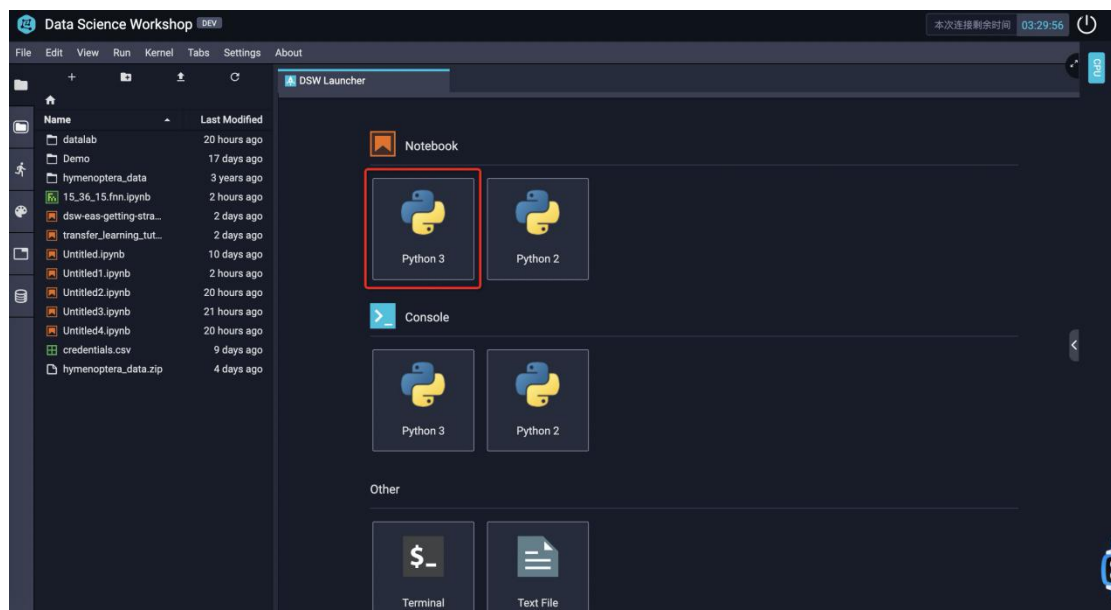 Data Science Workshop DEV
本次连接剩余时间 03:29:56
File Edit View Run Kernel Tabs Settings About
DSW Launcher
CPU
Name Last Modified
datalab 20 hours ago
Demo 17 days ago
hymenoptera_data 3 years ago
15_36_15.fnn.ipynb 2 hours ago
dsw-eas-getting-stra... 2 days ago
transfer_learning_tut... 2 days ago
Untitled.ipynb 10 days ago
Untitled1.ipynb 2 hours ago
Untitled2.ipynb 20 hours ago
Untitled3.ipynb 21 hours ago
Untitled4.ipynb 20 hours ago
credentials.csv 9 days ago
hymenoptera_data.zip 4 days ago
Notebook
Python 3 Python 2
Console
Python 3 Python 2
Other
$_
Terminal Text File